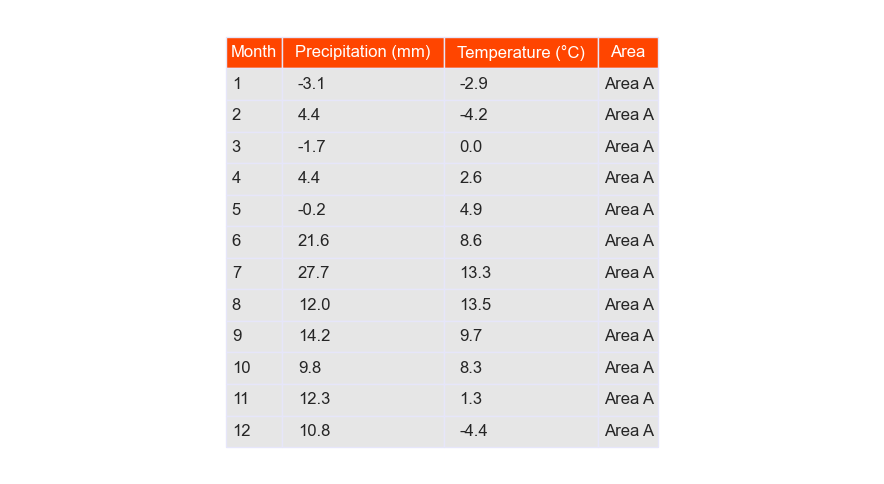 Month Precipitation (mm) Temperature (°C) Area
1 -3.1 -2.9 Area A
2 4.4 -4.2 Area A
3 -1.7 0.0 Area A
4 4.4 2.6 Area A
5 -0.2 4.9 Area A
6 21.6 8.6 Area A
7 27.7 13.3 Area A
8 12.0 13.5 Area A
9 14.2 9.7 Area A
10 9.8 8.3 Area A
11 12.3 1.3 Area A
12 10.8 -4.4 Area A